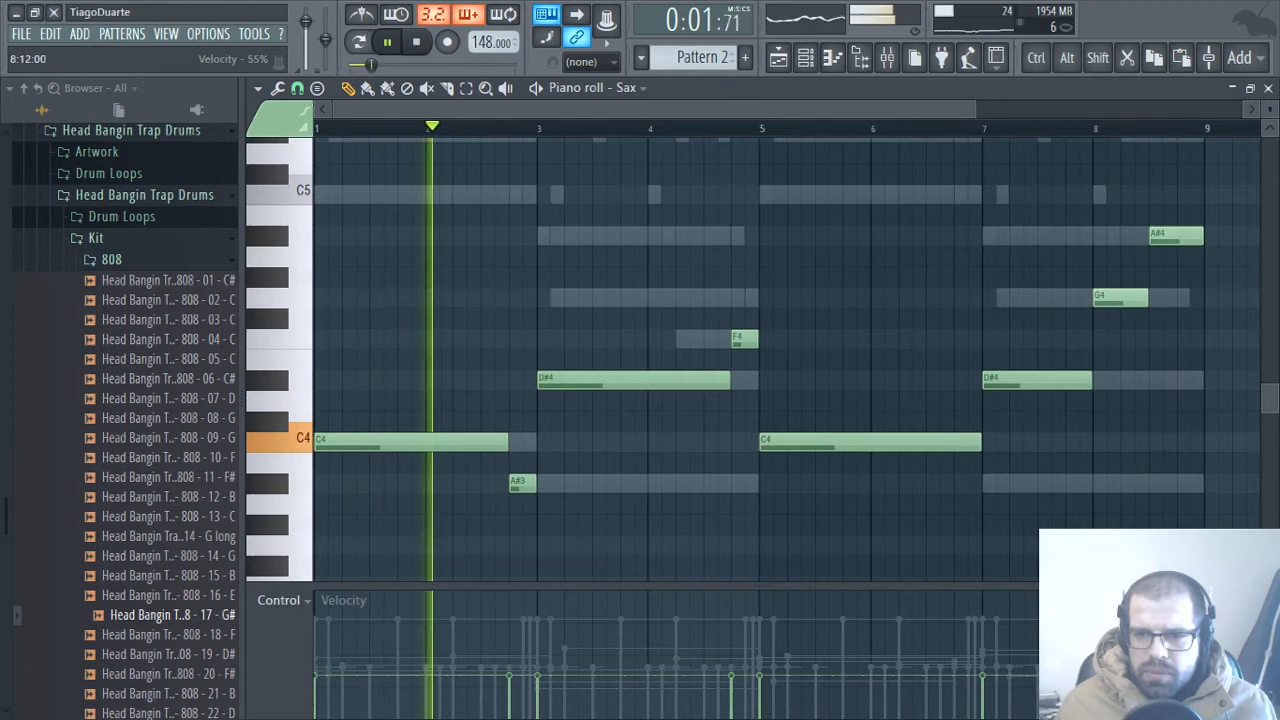 TiagoDuarte
FILE EDIT ADD PATTERNS VIEW OPTIONS TOOLS ?
8:12:00 Velocity - 55%
3.2
148.000
(none)
0:01:71
Pattern 2
24 1954 MB
6
Ctrl Alt Shift Add
Browser - All
Piano roll - Sax
Head Bangin Trap Drums
Artwork
Drum Loops
Head Bangin Trap Drums
Drum Loops
Kit
808
Head Bangin Tr..808 - 01 - C#
Head Bangin T..- 808 - 02 - C
Head Bangin T..- 808 - 03 - C
Head Bangin T..- 808 - 04 - C
Head Bangin T..- 808 - 05 - C
Head Bangin Tr..808 - 06 - C#
Head Bangin T..- 808 - 07 - D
Head Bangin T..- 808 - 08 - G
Head Bangin T..- 808 - 09 - G
Head Bangin T..- 808 - 10 - F
Head Bangin Tr..808 - 11 - F#
Head Bangin T..- 808 - 12 - B
Head Bangin T..- 808 - 13 - C
Head Bangin Tra..14 - G long
Head Bangin T..- 808 - 14 - G
Head Bangin T..- 808 - 15 - B
Head Bangin T..- 808 - 16 - E
Head Bangin T..8 - 17 - G#
Head Bangin T..- 808 - 18 - F
Head Bangin Tr..08 - 19 - D#
Head Bangin T..- 808 - 20 - F
Head Bangin T..- 808 - 21 - B
Head Bangin T..- 808 - 22 - D
1 3 4 5 6 7 8 9
C5
A#4
G4
F4
D#4 D#4
C4 C4 C4
A#3
Control Velocity